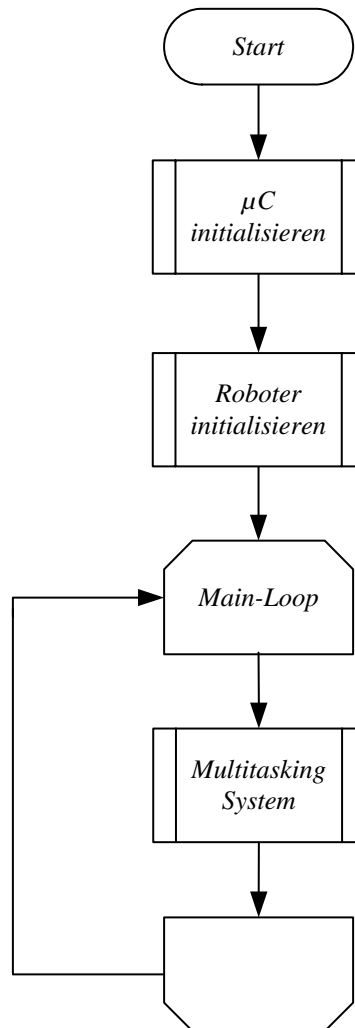 Start
µC
initialisieren
Roboter
initialisieren
Main-Loop
Multitasking
System